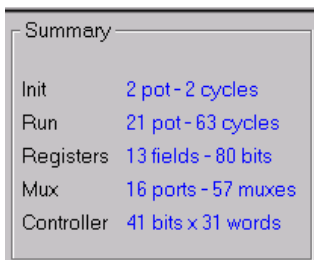 Summary
Init 2 pot - 2 cycles
Run 21 pot - 63 cycles
Registers 13 fields - 80 bits
Mux 16 ports - 57 muxes
Controller 41 bits x 31 words